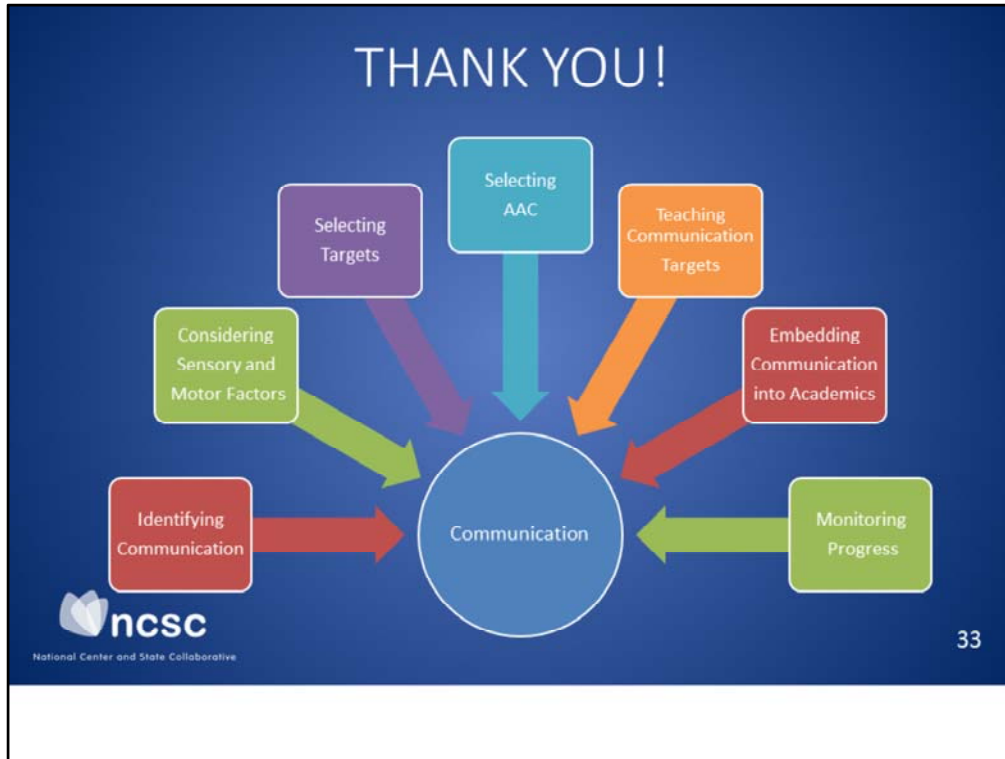 THANK YOU!
Selecting
AAC
Selecting
Targets
Teaching
Communication
Targets
Considering
Sensory and
Motor Factors
Embedding
Communication
into Academics
Identifying
Communication
Communication
Monitoring
Progress
ncsc
National Center and State Collaborative
33